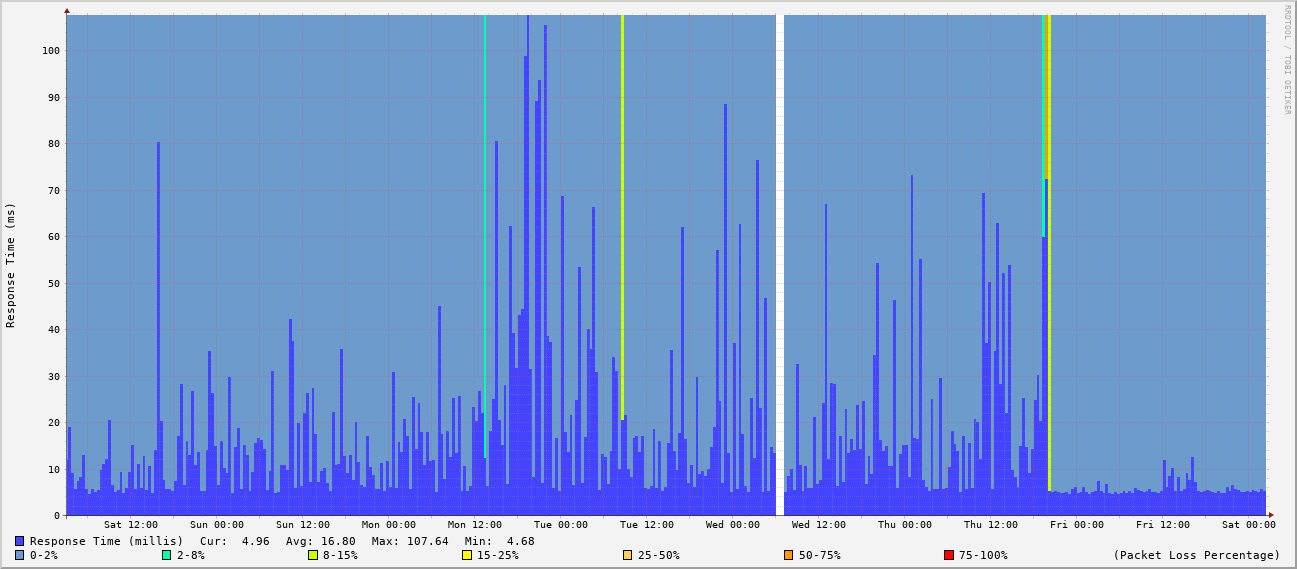 RRDTOOL / TOBI OETIKER
Response Time (ms)
100
90
80
70
60
50
40
30
20
10
0
Sat 12:00 Sun 00:00 Sun 12:00 Mon 00:00 Mon 12:00 Tue 00:00 Tue 12:00 Wed 00:00 Wed 12:00 Thu 00:00 Thu 12:00 Fri 00:00 Fri 12:00 Sat 00:00
Response Time (millis) Cur: 4.96 Avg: 16.80 Max: 107.64 Min: 4.68
0-2% 2-8% 8-15% 15-25% 25-50% 50-75% 75-100% (Packet Loss Percentage)